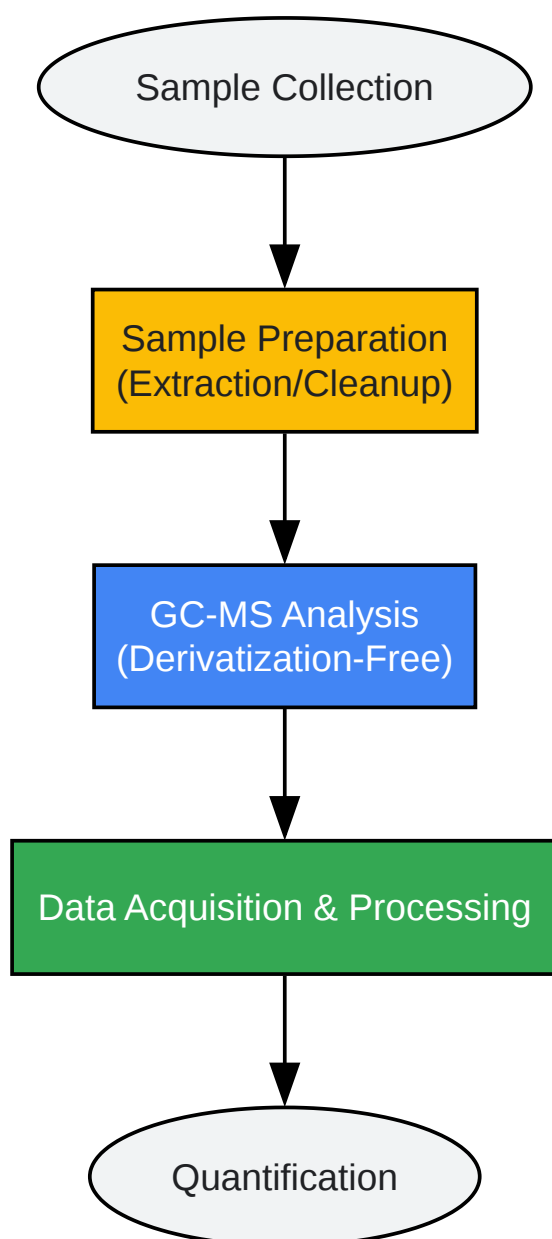 Sample Collection
Sample Preparation
(Extraction/Cleanup)
GC-MS Analysis
(Derivatization-Free)
Data Acquisition & Processing
Quantification